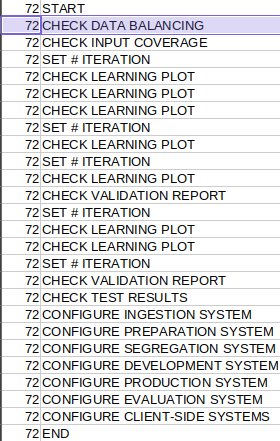 72 START
72 CHECK DATA BALANCING
72 CHECK INPUT COVERAGE
72 SET # ITERATION
72 CHECK LEARNING PLOT
72 CHECK LEARNING PLOT
72 CHECK LEARNING PLOT
72 SET # ITERATION
72 CHECK LEARNING PLOT
72 SET # ITERATION
72 CHECK LEARNING PLOT
72 CHECK VALIDATION REPORT
72 SET # ITERATION
72 CHECK LEARNING PLOT
72 CHECK LEARNING PLOT
72 SET # ITERATION
72 CHECK VALIDATION REPORT
72 CHECK TEST RESULTS
72 CONFIGURE INGESTION SYSTEM
72 CONFIGURE PREPARATION SYSTEM
72 CONFIGURE SEGREGATION SYSTEM
72 CONFIGURE DEVELOPMENT SYSTEM
72 CONFIGURE PRODUCTION SYSTEM
72 CONFIGURE EVALUATION SYSTEM
72 CONFIGURE CLIENT-SIDE SYSTEMS
72 END